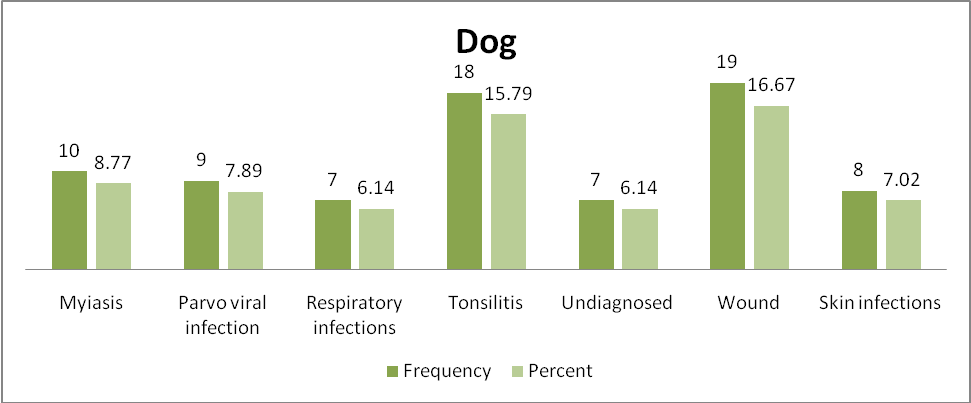 Dog
10
8.77
9
7.89
7
6.14
18
15.79
7
6.14
19
16.67
8
7.02
Myiasis
Parvo viral
infection
Respiratory
infections
Tonsilitis
Undiagnosed
Wound
Skin infections
Frequency
Percent